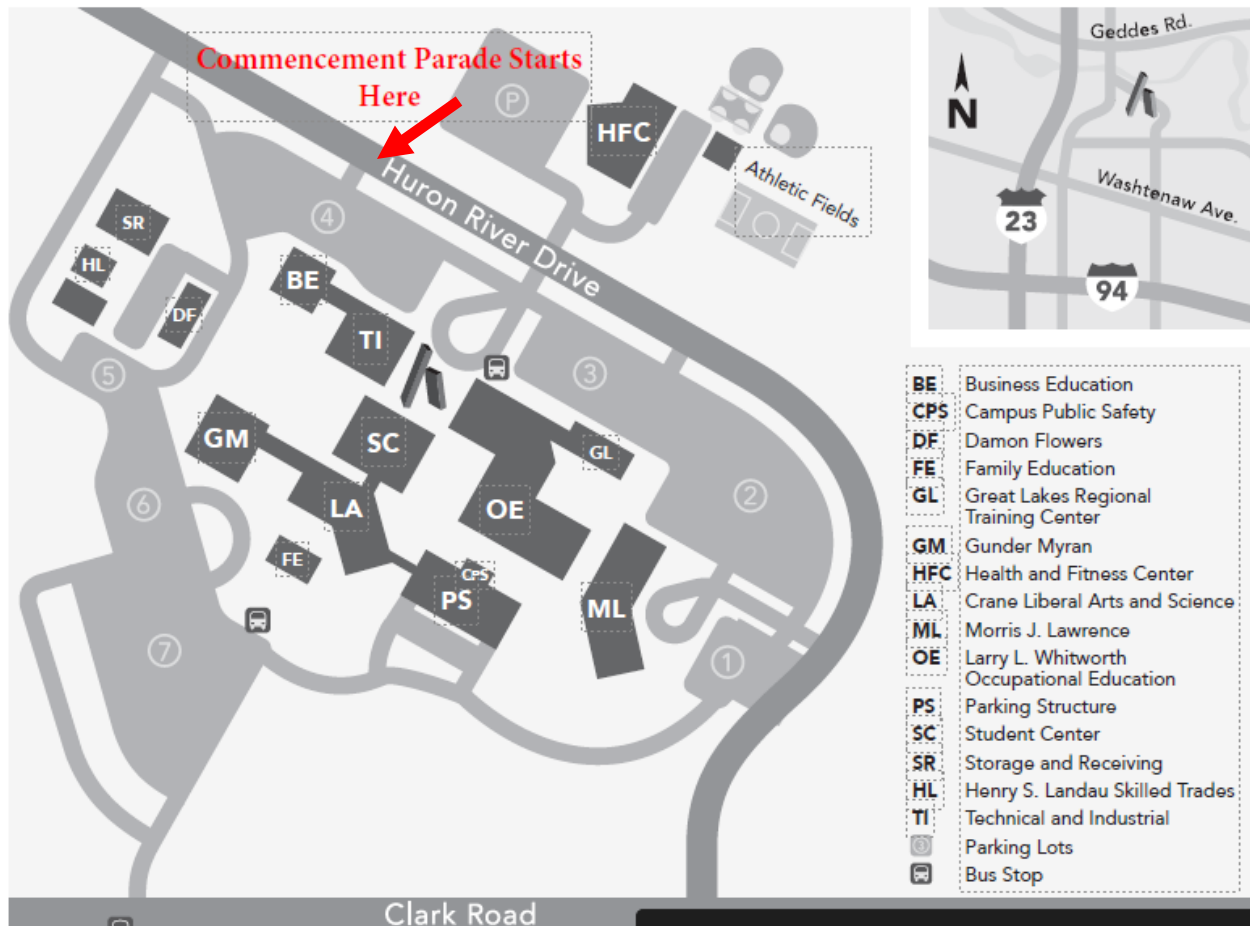 Commencement Parade Starts
Here
P
HFC
Athletic Fields
Huron River Drive
4
SR
HL
DF
BE
TI
5
3
GM
SC
GL
LA
OE
2
6
FE
CPS
PS
ML
7
1
Clark Road
Geddes Rd.
N
Washtenaw Ave.
23
94
BE Business Education
CPS Campus Public Safety
DF Damon Flowers
FE Family Education
GL Great Lakes Regional
Training Center
GM Gunder Myran
HFC Health and Fitness Center
LA Crane Liberal Arts and Science
ML Morris J. Lawrence
OE Larry L. Whitworth
Occupational Education
PS Parking Structure
SC Student Center
SR Storage and Receiving
HL Henry S. Landau Skilled Trades
TI Technical and Industrial
3 Parking Lots
Bus Stop